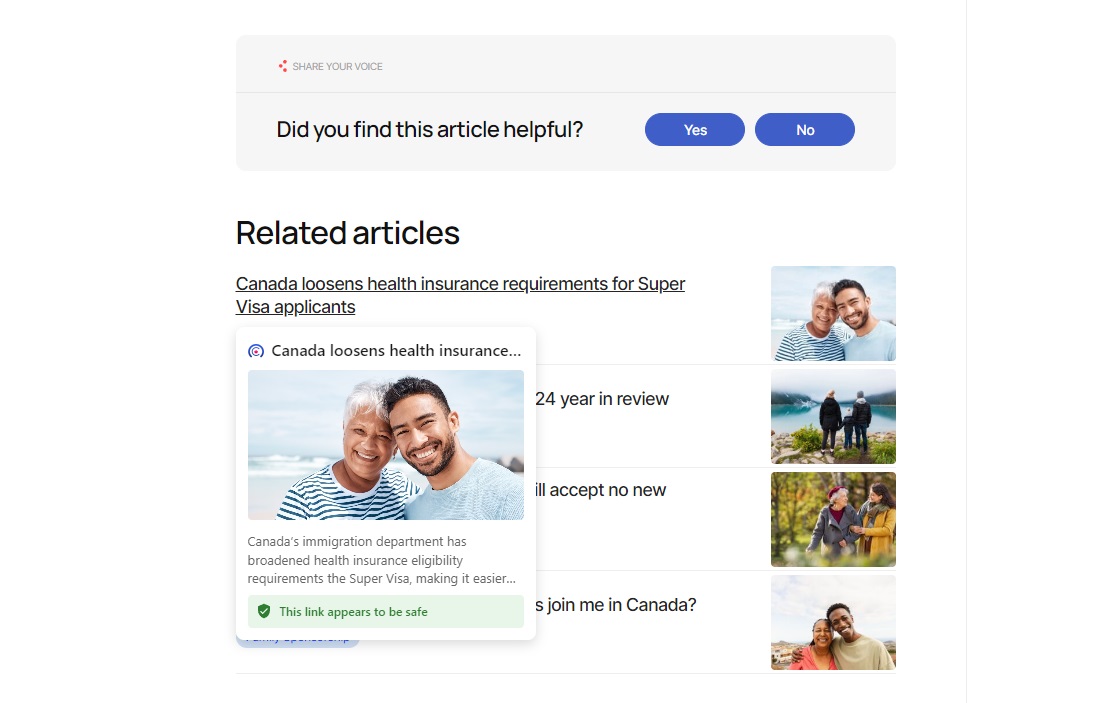 SHARE YOUR VOICE
Did you find this article helpful?
Yes
No
Related articles
Canada loosens health insurance requirements for Super
Visa applicants
Canada loosens health insurance...
24 year in review
ill accept no new
Canada's immigration department has
broadened health insurance eligibility
requirements the Super Visa, making it easier...
s join me in Canada?
This link appears to be safe